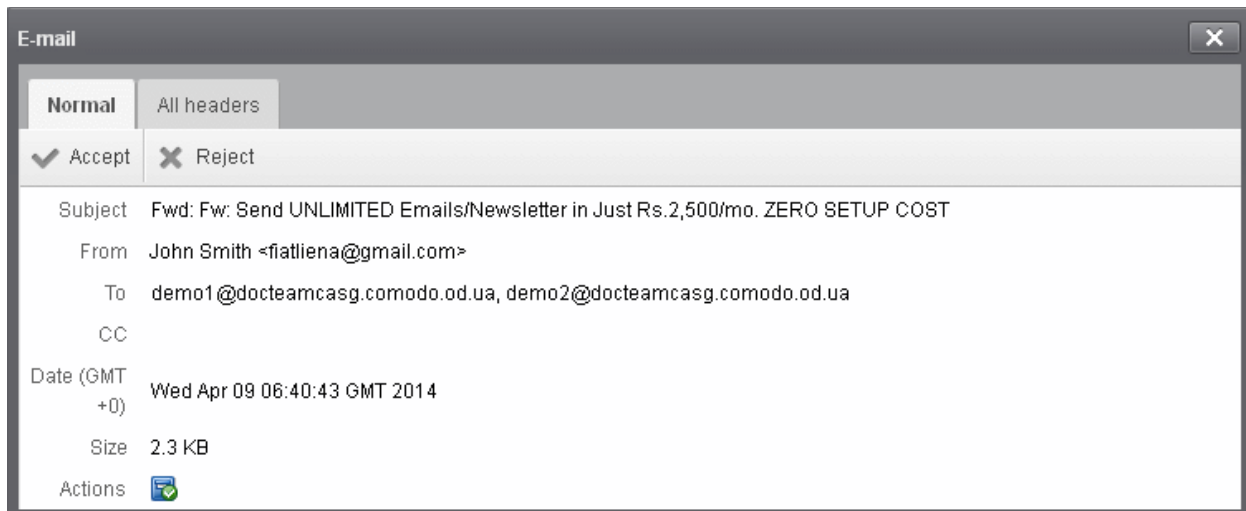 E-mail
Normal All headers
Accept Reject
Subject Fwd: Fw: Send UNLIMITED Emails/Newsletter in Just Rs.2,500/mo. ZERO SETUP COST
From John Smith <fiatliena@gmail.com>
To demo1@docteamcasg.comodo.od.ua, demo2@docteamcasg.comodo.od.ua
CC
Date (GMT
+0) Wed Apr 09 06:40:43 GMT 2014
Size 2.3 KB
Actions